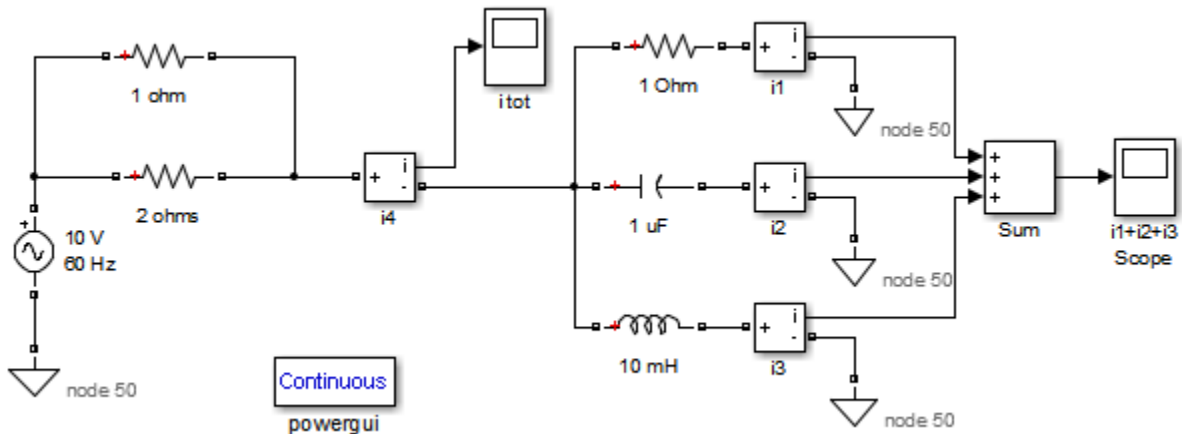 1 ohm
2 ohms
10 V
60 Hz
node 50
Continuous
powergui
i
-
+
i4
i tot
1 Ohm
+
i
-
i1
node 50
1 uF
+
i
-
i2
node 50
10 mH
+
i
-
i3
node 50
+
+
+
Sum
i1+i2+i3
Scope